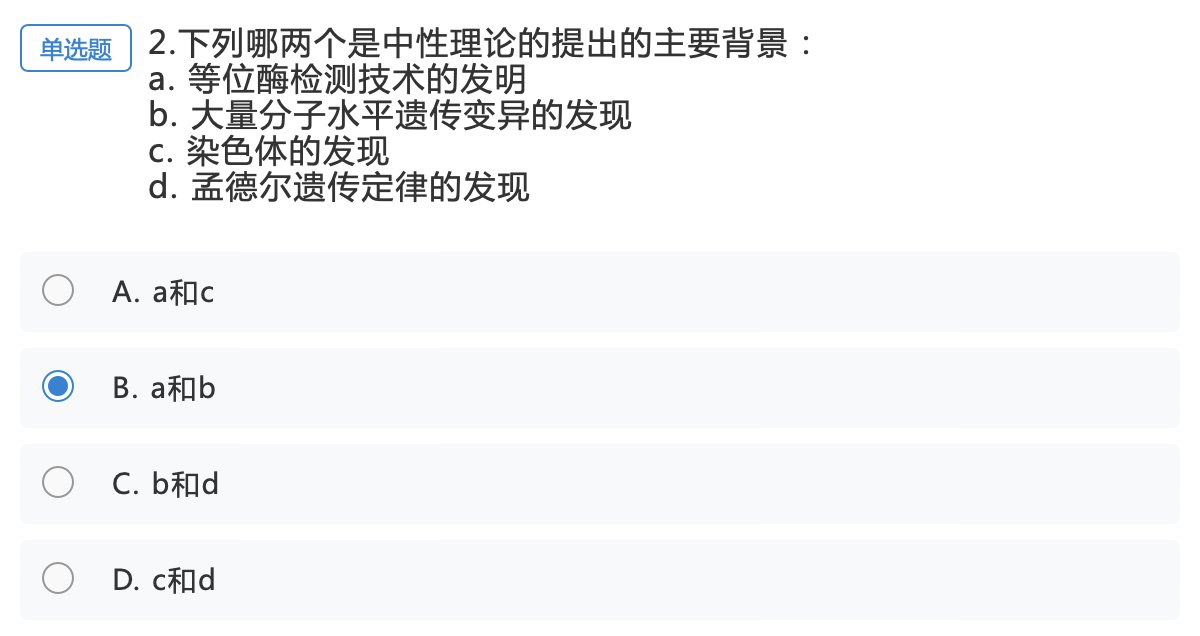 单选题
2.下列哪两个是中性理论的提出的主要背景：
a. 等位酶检测技术的发明
b. 大量分子水平遗传变异的发现
c. 染色体的发现
d. 孟德尔遗传定律的发现
A. a和c
B. a和b
C. b和d
D. c和d